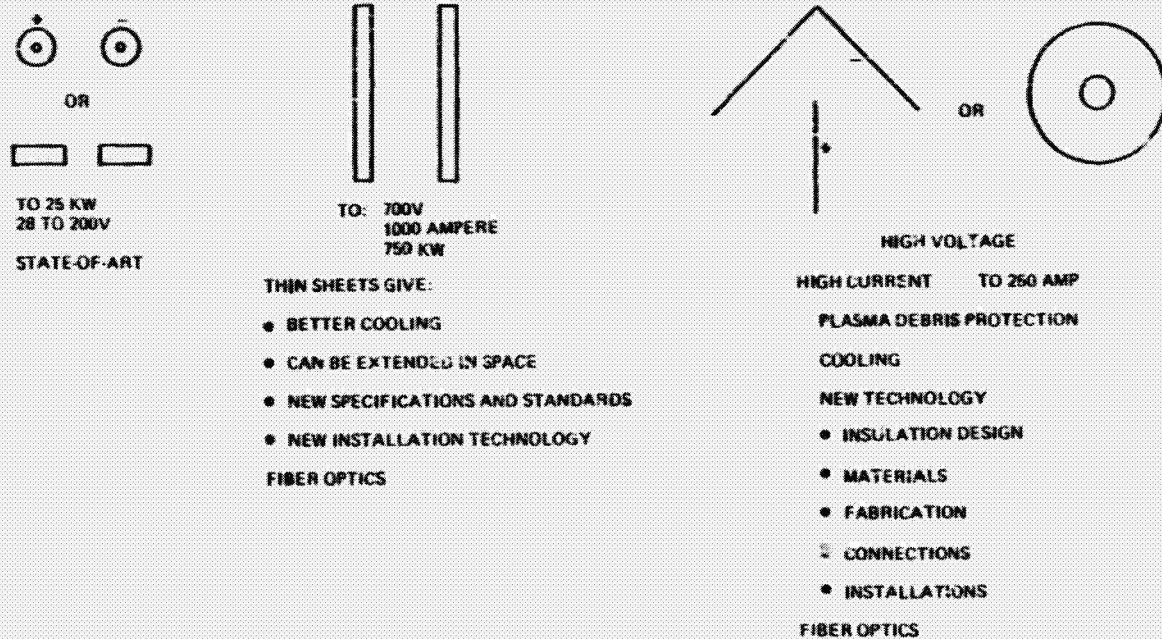 + −
OR
TO 25 KW
28 TO 200V
STATE-OF-ART
TO: 700V
1000 AMPERE
750 KW
THIN SHEETS GIVE:
• BETTER COOLING
• CAN BE EXTENDED IN SPACE
• NEW SPECIFICATIONS AND STANDARDS
• NEW INSTALLATION TECHNOLOGY
FIBER OPTICS
−
+
OR
HIGH VOLTAGE
HIGH CURRENT TO 250 AMP
PLASMA DEBRIS PROTECTION
COOLING
NEW TECHNOLOGY
• INSULATION DESIGN
• MATERIALS
• FABRICATION
• CONNECTIONS
• INSTALLATIONS
FIBER OPTICS